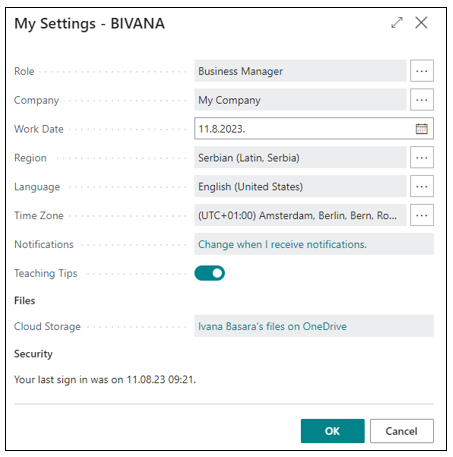 My Settings - BIVANA
Role Business Manager
Company My Company
Work Date 11.8.2023.
Region Serbian (Latin, Serbia)
Language English (United States)
Time Zone (UTC+01:00) Amsterdam, Berlin, Bern, Ro...
Notifications Change when I receive notifications.
Teaching Tips
Files
Cloud Storage Ivana Basara's files on OneDrive
Security
Your last sign in was on 11.08.23 09:21.
OK Cancel